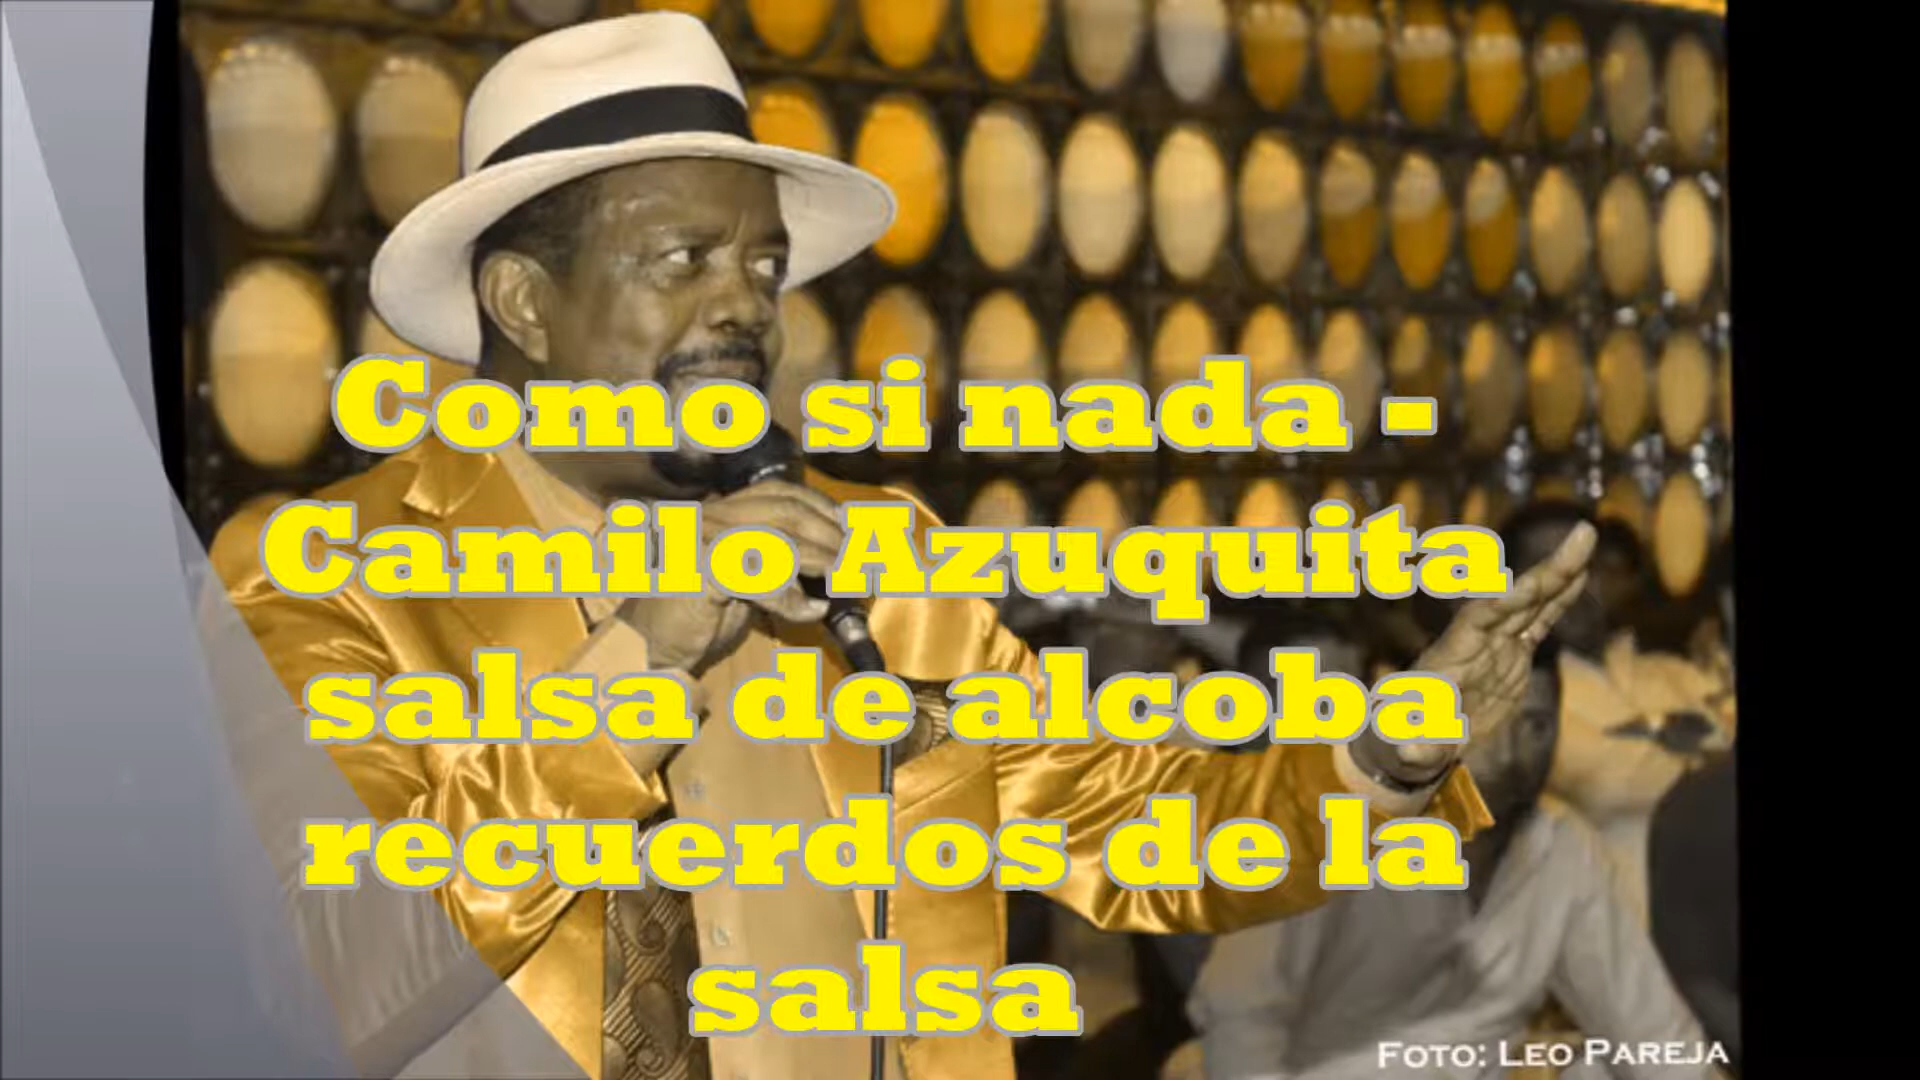 Como si nada -
Camilo Azuquita
salsa de alcoba
recuerdos de la
salsa
FOTO: LEO PAREJA